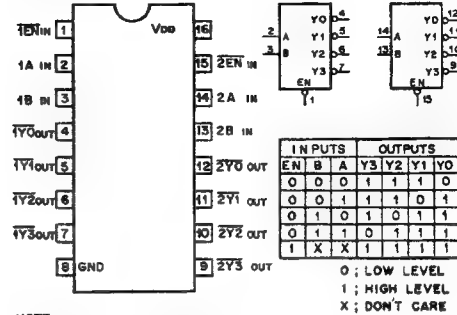 1EN IN 1
VDD 16
1A IN 2
15 2EN IN
1B IN 3
14 2A IN
1Y0 OUT 4
13 2B IN
1Y1 OUT 5
12 2Y0 OUT
1Y2 OUT 6
11 2Y1 OUT
1Y3 OUT 7
10 2Y2 OUT
8 GND
9 2Y3 OUT
2 A Y0 4
3 B Y1 5
Y2 6
Y3 7
EN
1
14 A Y0 12
13 B Y1 11
Y2 10
Y3 9
EN
15
INPUTS OUTPUTS
EN B A Y3 Y2 Y1 Y0
0 0 0 1 1 1 0
0 0 1 1 1 0 1
0 1 0 1 0 1 1
0 1 1 0 1 1 1
1 X X 1 1 1 1
0 ; LOW LEVEL
1 ; HIGH LEVEL
X ; DON'T CARE